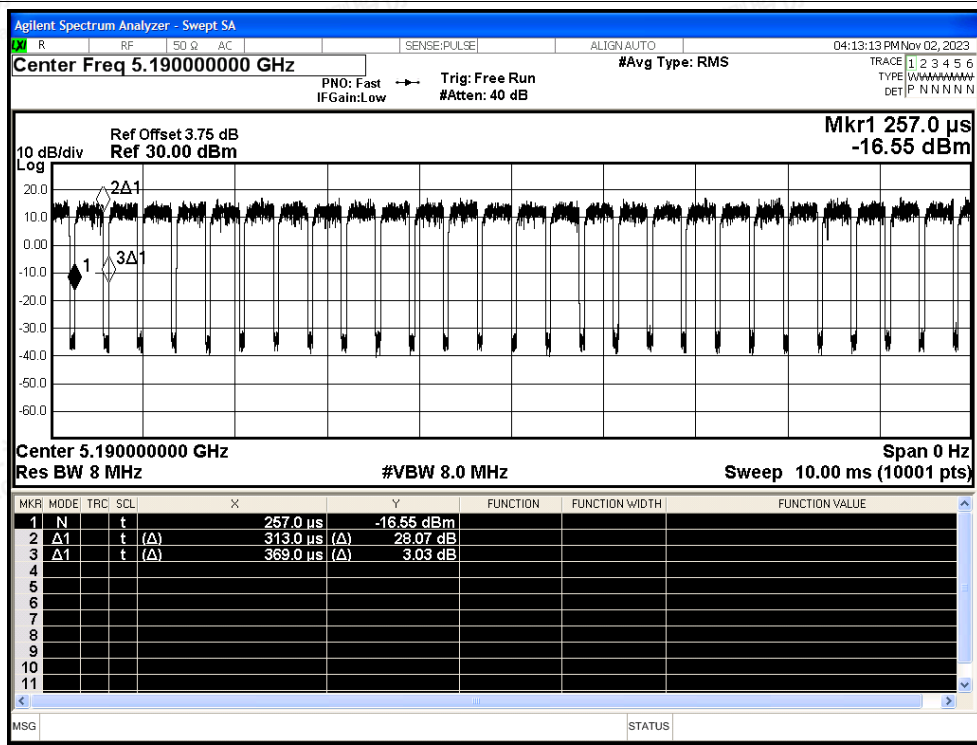 Agilent Spectrum Analyzer - Swept SA
LXI R RF 50 Ω AC SENSE:PULSE ALIGN AUTO 04:13:13 PM Nov 02, 2023
Center Freq 5.190000000 GHz
PNO: Fast
IFGain:Low
Trig: Free Run
#Atten: 40 dB
#Avg Type: RMS
TRACE 1 2 3 4 5 6
TYPE W
DET P N N N N N
Mkr1 257.0 µs
-16.55 dBm
Ref Offset 3.75 dB
10 dB/div Ref 30.00 dBm
Log
20.0
10.0
0.00
-10.0
-20.0
-30.0
-40.0
-50.0
-60.0
2Δ1
1
3Δ1
Center 5.190000000 GHz Span 0 Hz
Res BW 8 MHz #VBW 8.0 MHz Sweep 10.00 ms (10001 pts)
MKR MODE TRC SCL X Y FUNCTION FUNCTION WIDTH FUNCTION VALUE
1 N t 257.0 µs -16.55 dBm
2 Δ1 t (Δ) 313.0 µs (Δ) 28.07 dB
3 Δ1 t (Δ) 369.0 µs (Δ) 3.03 dB
4
5
6
7
8
9
10
11
MSG STATUS